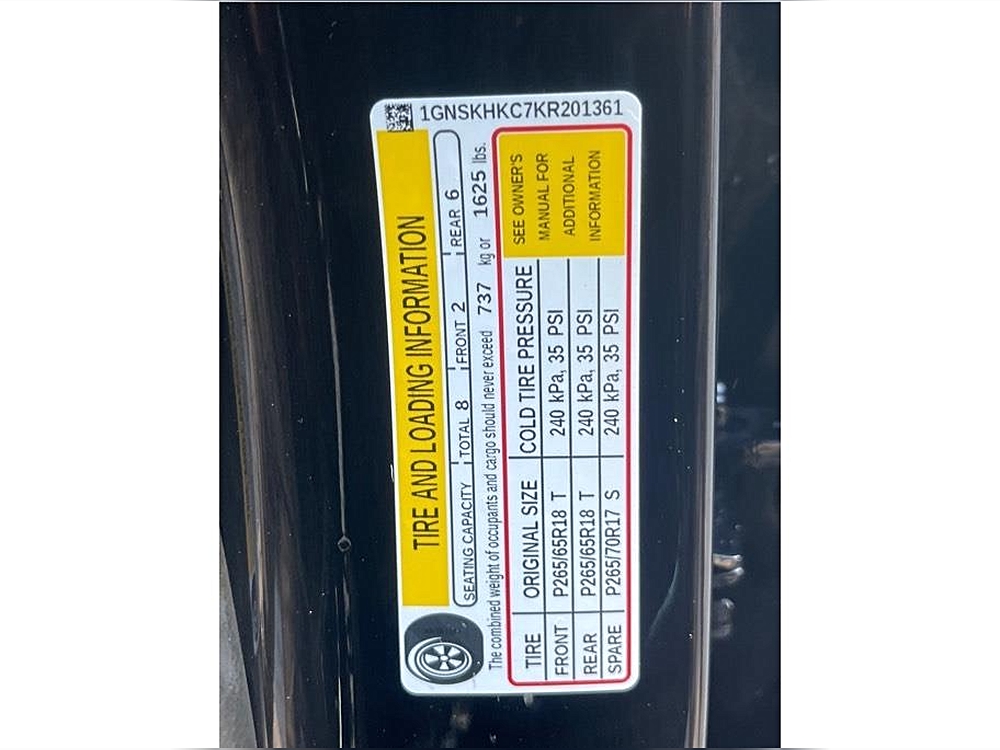 1GNSKHKC7KR201361
TIRE AND LOADING INFORMATION
SEATING CAPACITY TOTAL 8 FRONT 2 REAR 6
The combined weight of occupants and cargo should never exceed 737 kg or 1625 lbs.
TIRE ORIGINAL SIZE COLD TIRE PRESSURE
FRONT P265/65R18 T 240 kPa, 35 PSI
REAR P265/65R18 T 240 kPa, 35 PSI
SPARE P265/70R17 S 240 kPa, 35 PSI
SEE OWNER'S
MANUAL FOR
ADDITIONAL
INFORMATION